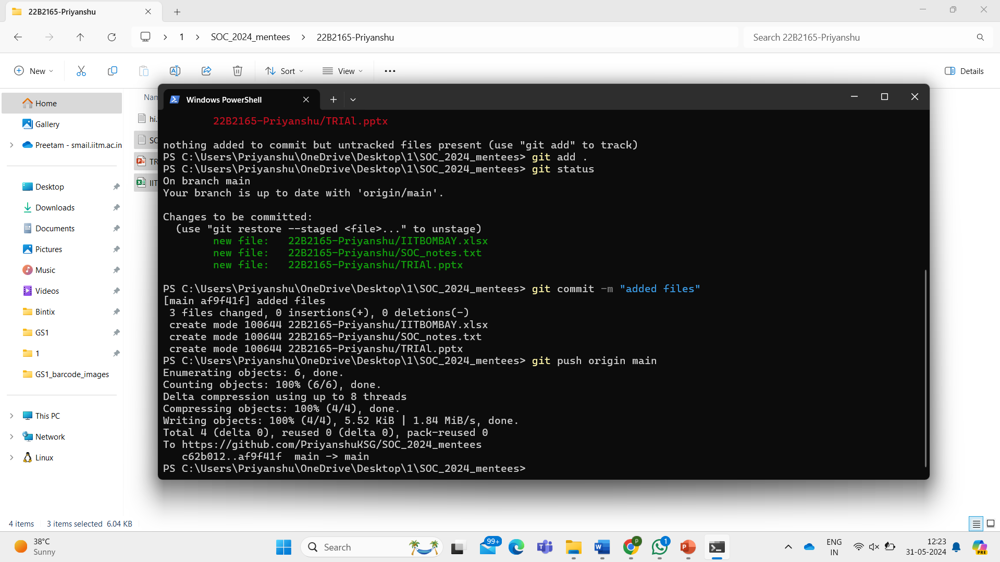 22B2165-Priyanshu
1
SOC_2024_mentees
22B2165-Priyanshu
Search 22B2165-Priyanshu
New
Sort
View
Details
Home
Gallery
Preetam - smail.iitm.ac.in
Desktop
Downloads
Documents
Pictures
Music
Videos
Bintix
GS1
1
GS1_barcode_images
This PC
Network
Linux
Windows PowerShell
22B2165-Priyanshu/TRIAl.pptx
nothing added to commit but untracked files present (use "git add" to track)
PS C:\Users\Priyanshu\OneDrive\Desktop\1\SOC_2024_mentees> git add .
PS C:\Users\Priyanshu\OneDrive\Desktop\1\SOC_2024_mentees> git status
On branch main
Your branch is up to date with 'origin/main'.
Changes to be committed:
(use "git restore --staged <file>..." to unstage)
new file: 22B2165-Priyanshu/IITBOMBAY.xlsx
new file: 22B2165-Priyanshu/SOC_notes.txt
new file: 22B2165-Priyanshu/TRIAl.pptx
PS C:\Users\Priyanshu\OneDrive\Desktop\1\SOC_2024_mentees> git commit -m "added files"
[main af9f41f] added files
3 files changed, 0 insertions(+), 0 deletions(-)
create mode 100644 22B2165-Priyanshu/IITBOMBAY.xlsx
create mode 100644 22B2165-Priyanshu/SOC_notes.txt
create mode 100644 22B2165-Priyanshu/TRIAl.pptx
PS C:\Users\Priyanshu\OneDrive\Desktop\1\SOC_2024_mentees> git push origin main
Enumerating objects: 6, done.
Counting objects: 100% (6/6), done.
Delta compression using up to 8 threads
Compressing objects: 100% (4/4), done.
Writing objects: 100% (4/4), 5.52 KiB | 1.84 MiB/s, done.
Total 4 (delta 0), reused 0 (delta 0), pack-reused 0
To https://github.com/PriyanshuKSG/SOC_2024_mentees
c62b012..af9f41f main -> main
PS C:\Users\Priyanshu\OneDrive\Desktop\1\SOC_2024_mentees>
4 items
3 items selected 6.04 KB
38°C
Sunny
Search
99+
1
ENG
IN
12:23
31-05-2024
PRE